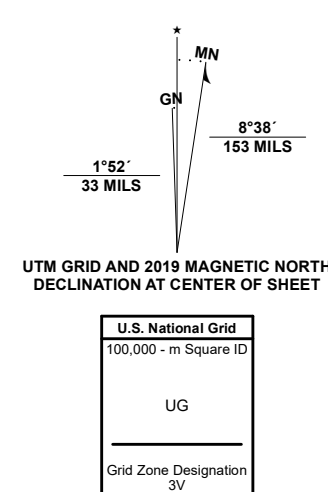 ★
MN
GN
8°38´
153 MILS
1°52´
33 MILS
UTM GRID AND 2019 MAGNETIC NORTH
DECLINATION AT CENTER OF SHEET
U.S. National Grid
100,000 - m Square ID
UG
Grid Zone Designation
3V